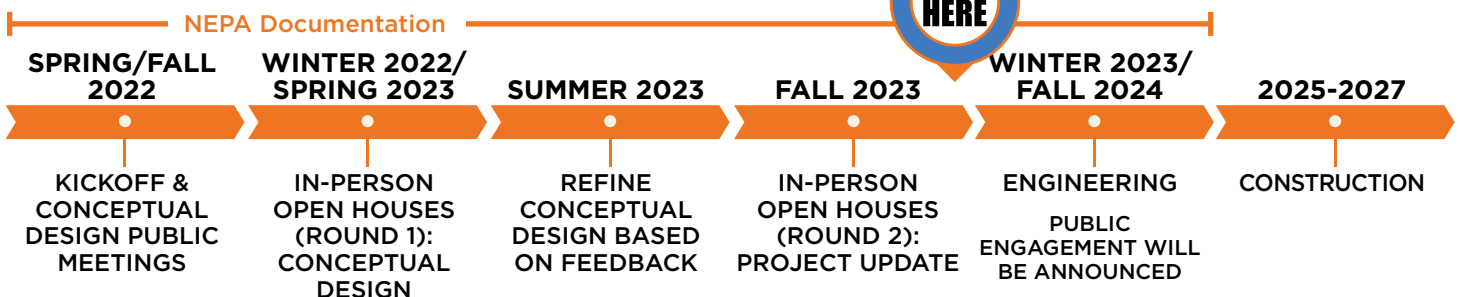 HERE
NEPA Documentation
SPRING/FALL
2022
WINTER 2022/
SPRING 2023
SUMMER 2023
FALL 2023
WINTER 2023/
FALL 2024
2025-2027
KICKOFF &
CONCEPTUAL
DESIGN PUBLIC
MEETINGS
IN-PERSON
OPEN HOUSES
(ROUND 1):
CONCEPTUAL
DESIGN
REFINE
CONCEPTUAL
DESIGN BASED
ON FEEDBACK
IN-PERSON
OPEN HOUSES
(ROUND 2):
PROJECT UPDATE
ENGINEERING
PUBLIC
ENGAGEMENT WILL
BE ANNOUNCED
CONSTRUCTION